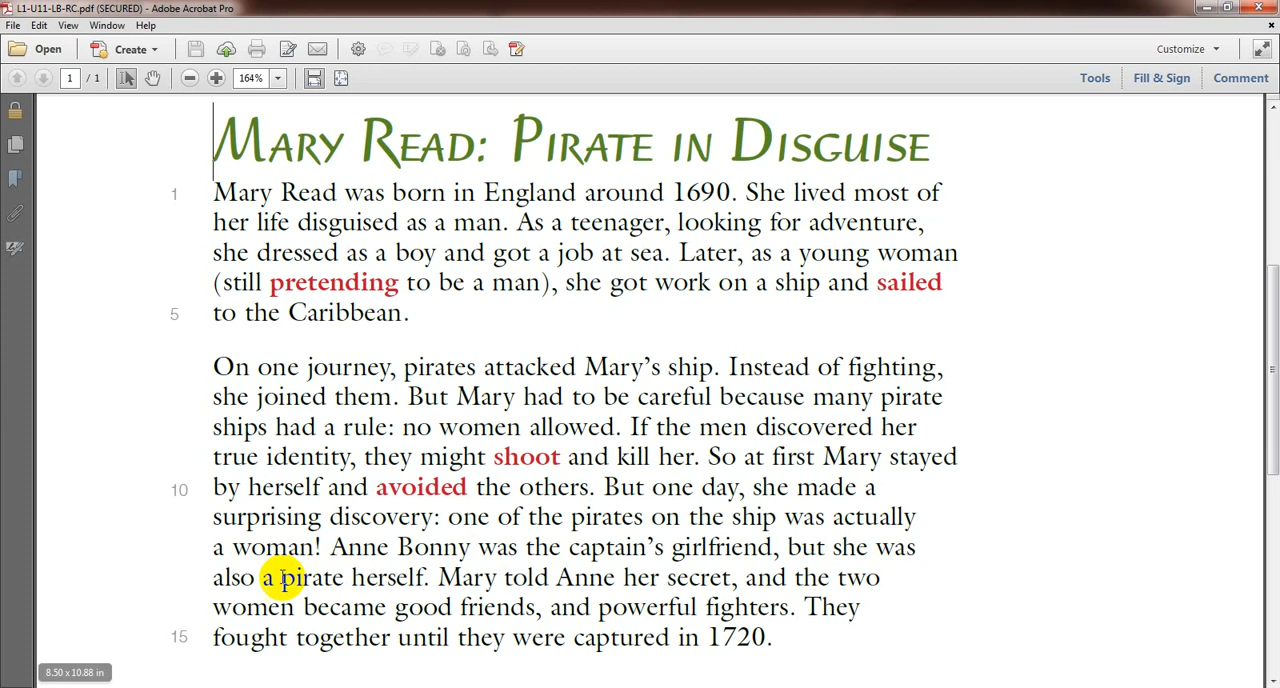 L1-U11-LB-RC.pdf (SECURED) - Adobe Acrobat Pro
File Edit View Window Help
Open Create Customize
1 / 1 164% Tools Fill & Sign Comment
Mary Read: Pirate in Disguise
1 Mary Read was born in England around 1690. She lived most of
her life disguised as a man. As a teenager, looking for adventure,
she dressed as a boy and got a job at sea. Later, as a young woman
(still pretending to be a man), she got work on a ship and sailed
5 to the Caribbean.
On one journey, pirates attacked Mary's ship. Instead of fighting,
she joined them. But Mary had to be careful because many pirate
ships had a rule: no women allowed. If the men discovered her
true identity, they might shoot and kill her. So at first Mary stayed
10 by herself and avoided the others. But one day, she made a
surprising discovery: one of the pirates on the ship was actually
a woman! Anne Bonny was the captain's girlfriend, but she was
also a pirate herself. Mary told Anne her secret, and the two
women became good friends, and powerful fighters. They
15 fought together until they were captured in 1720.
8.50 x 10.88 in